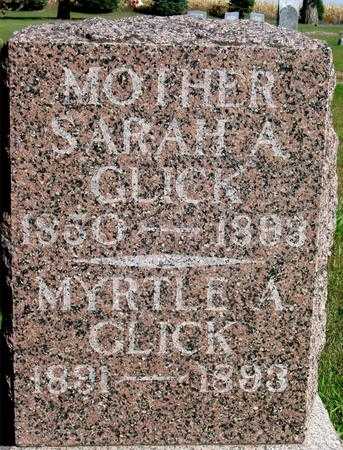 MOTHER
SARAH A.
GLICK
1850 — 1893
MYRTLE A.
GLICK
1891 — 1893